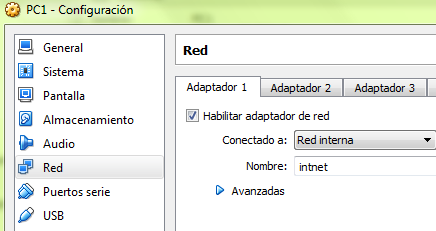 PC1 - Configuración
General
Sistema
Pantalla
Almacenamiento
Audio
Red
Puertos serie
USB
Red
Adaptador 1 Adaptador 2 Adaptador 3
Habilitar adaptador de red
Conectado a: Red interna
Nombre: intnet
Avanzadas